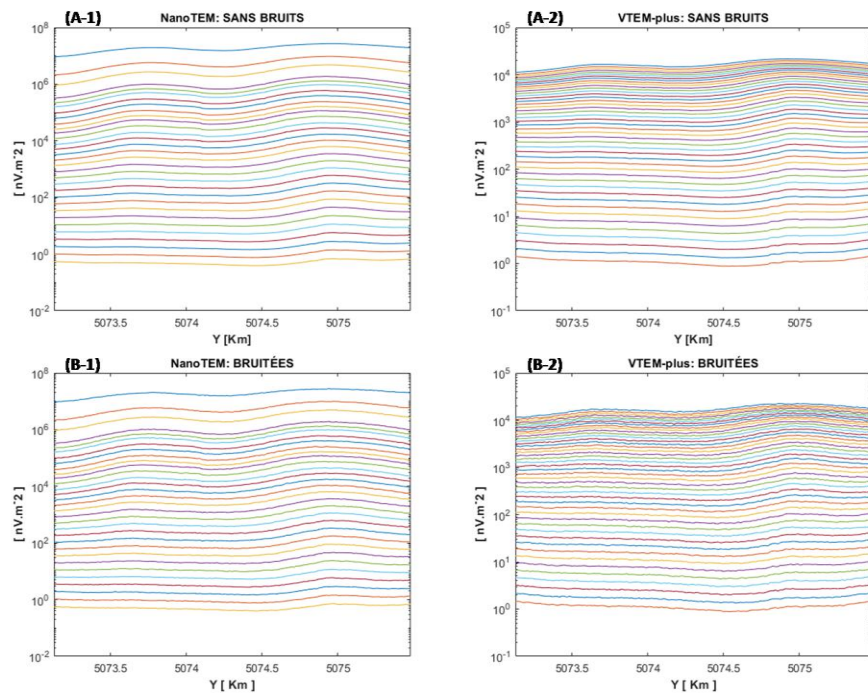 (A-1) NanoTEM: SANS BRUITS
10^8
10^6
10^4
10^2
10^0
10^-2
[ nV.m^2 ]
5073.5 5074 5074.5 5075
Y [Km]
(A-2) VTEM-plus: SANS BRUITS
10^5
10^4
10^3
10^2
10^1
10^0
10^-1
[ nV.m^2 ]
5073.5 5074 5074.5 5075
Y [Km]
(B-1) NanoTEM: BRUITÉES
10^8
10^6
10^4
10^2
10^0
10^-2
[ nV.m^2 ]
5073.5 5074 5074.5 5075
Y [ Km ]
(B-2) VTEM-plus: BRUITÉES
10^5
10^4
10^3
10^2
10^1
10^0
10^-1
[ nV.m^2 ]
5073.5 5074 5074.5 5075
Y [ Km ]